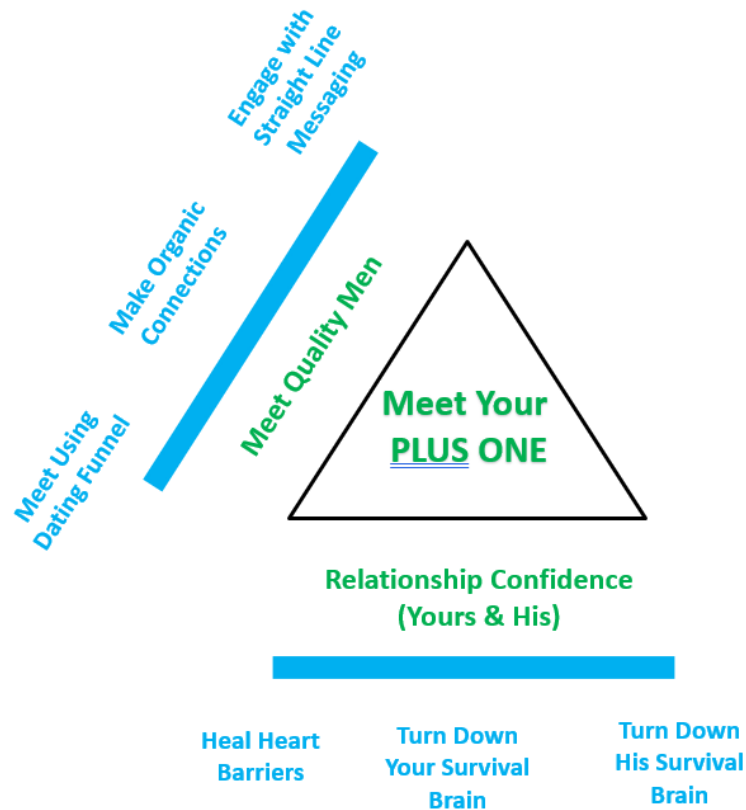 Engage with
Straight Line
Messaging
Make Organic
Connections
Meet Using
Dating Funnel
Meet Quality Men
Meet Your
PLUS ONE
Relationship Confidence
(Yours & His)
Heal Heart
Barriers
Turn Down
Your Survival
Brain
Turn Down
His Survival
Brain